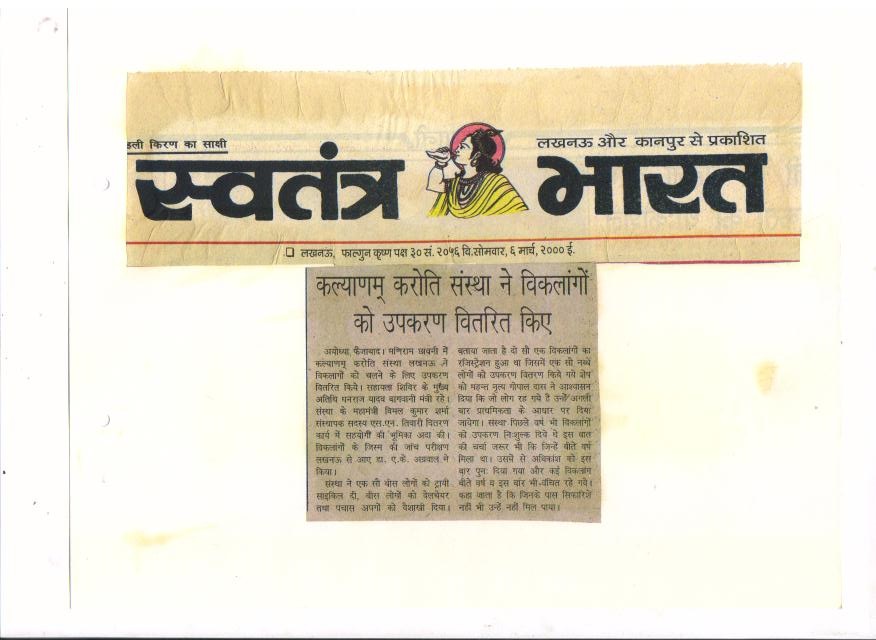 हली किरण का साथी
लखनऊ और कानपुर से प्रकाशित
स्वतंत्र भारत
लखनऊ, फाल्गुन कृष्ण पक्ष ३० सं. २०५६ वि.सोमवार, ६ मार्च, २००० ई.
कल्याणम् करोति संस्था ने विकलांगों
को उपकरण वितरित किए
अयोध्या, फैजाबाद। मणिराम छावनी में
कल्याणम् करोति संस्था लखनऊ ने
विकलांगों को चलने के लिए उपकरण
वितरित किये। सहायता शिविर के मुख्य
अतिथि धनराज यादव बागवानी मंत्री रहे।
संस्था के महामंत्री विमल कुमार शर्मा
संस्थापक सदस्य एस.एन. तिवारी वितरण
कार्य में सहयोगी की भूमिका अदा की।
विकलांगों के जिस्म की जांच परीक्षण
लखनऊ से आए डा. ए.के. अग्रवाल ने
किया।
संस्था ने एक सौ बीस लोगों को ट्रायी
साइकिल दी, बीस लोगों को वैलचेयर
तथा पचास अपंगों को बैशाखी दिया।
बताया जाता है दो सौ एक विकलांगों का
रजिस्ट्रेशन हुआ था जिसमें एक सौ नब्बे
लोगों को उपकरण वितरण किये गये शेष
को महन्त नृत्य गोपाल दास ने आश्वासन
दिया कि जो लोग रह गये है उन्हें अगली
बार प्राथमिकता के आधार पर दिया
जायेगा। संस्था पिछले वर्ष भी विकलांगों
को उपकरण निःशुल्क दिये थे इस बात
की चर्चा जरूर भी कि जिन्हें बीते वर्ष
मिला था। उसमें से अधिकांश को इस
बार पुनः दिया गया और कई विकलांग
बीते वर्ष व इस बार भी वंचित रहे गये।
कहा जाता है कि जिनके पास सिफारिशें
नहीं थी उन्हें नहीं मिल पाया।